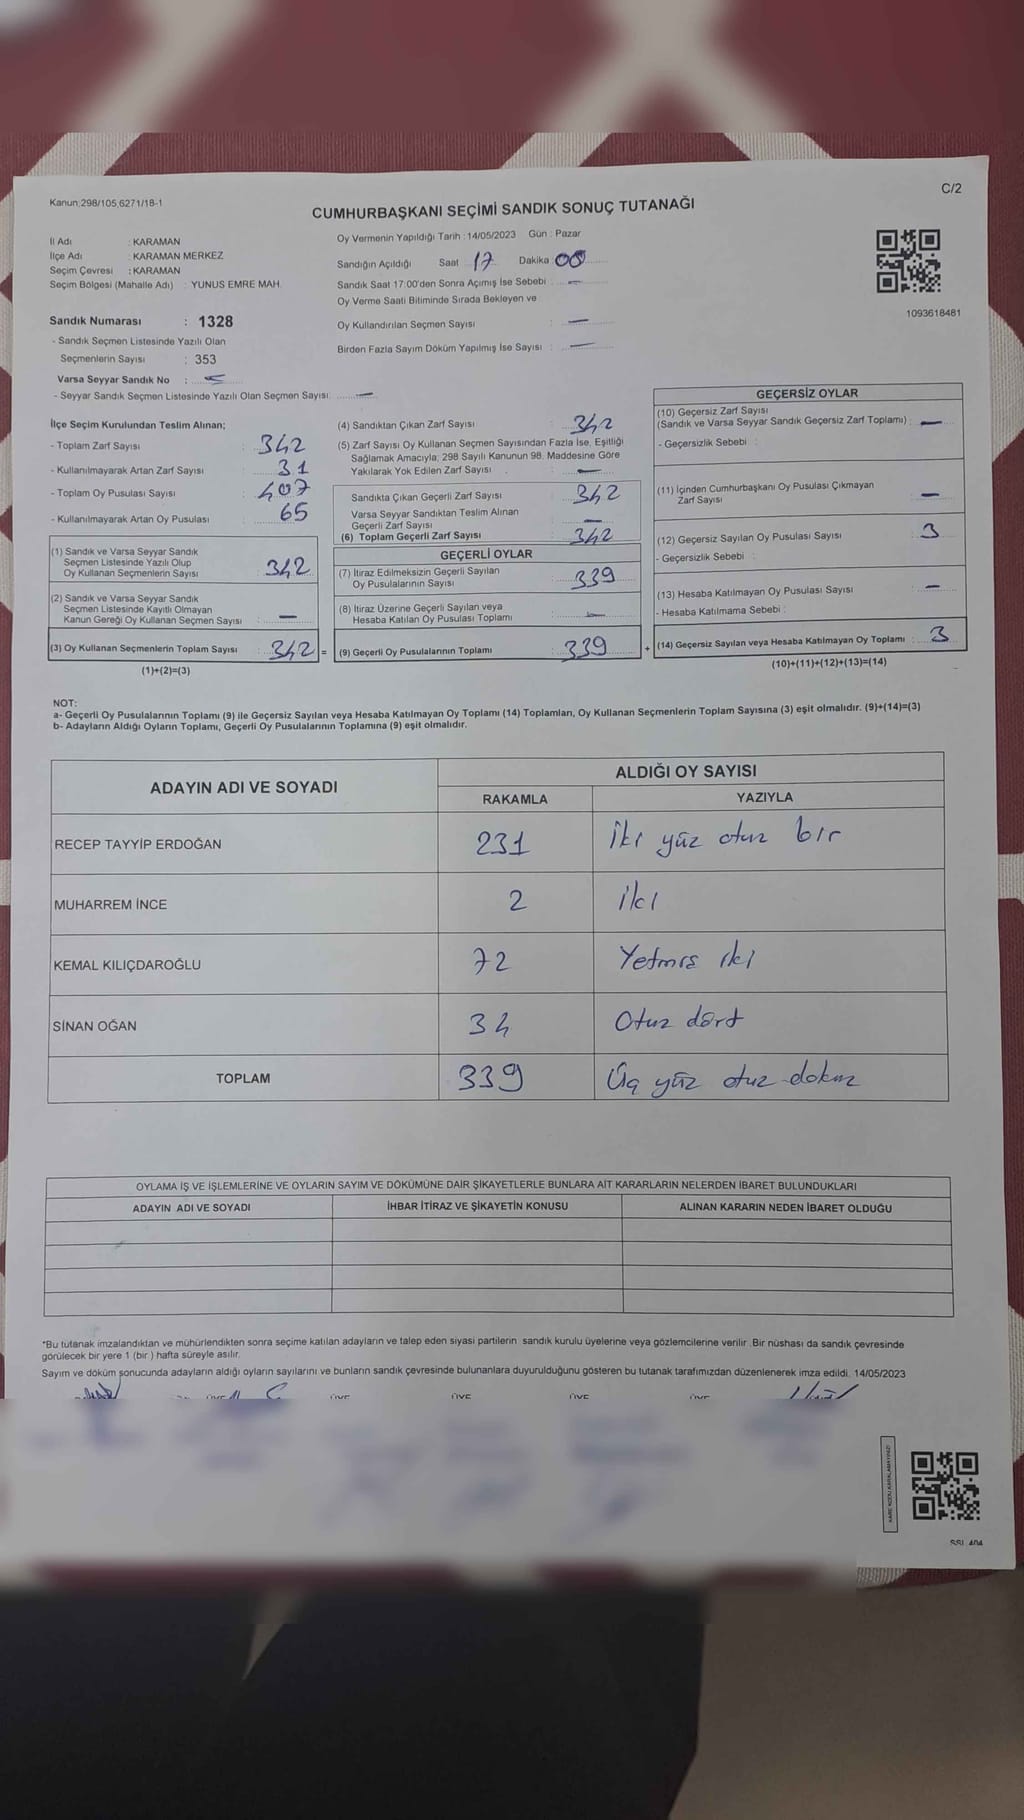 C/2
Kanun;298/105,6271/18-1
CUMHURBAŞKANI SEÇİMİ SANDIK SONUÇ TUTANAĞI
İl Adı : KARAMAN
İlçe Adı : KARAMAN MERKEZ
Seçim Çevresi : KARAMAN
Seçim Bölgesi (Mahalle Adı) : YUNUS EMRE MAH.
Sandık Numarası : 1328
- Sandık Seçmen Listesinde Yazılı Olan
Seçmenlerin Sayısı : 353
Varsa Seyyar Sandık No :
- Seyyar Sandık Seçmen Listesinde Yazılı Olan Seçmen Sayısı: —
Oy Vermenin Yapıldığı Tarih : 14/05/2023 Gün : Pazar
Sandığın Açıldığı Saat 17 Dakika 00
Sandık Saat 17:00'den Sonra Açımış İse Sebebi : —
Oy Verme Saati Bitiminde Sırada Bekleyen ve
Oy Kullandırılan Seçmen Sayısı : —
Birden Fazla Sayım Döküm Yapılmış İse Sayısı : —
1093618481
İlçe Seçim Kurulundan Teslim Alınan;
- Toplam Zarf Sayısı : 342
- Kullanılmayarak Artan Zarf Sayısı : 31
- Toplam Oy Pusulası Sayısı : 407
- Kullanılmayarak Artan Oy Pusulası : 65
(1) Sandık ve Varsa Seyyar Sandık
Seçmen Listesinde Yazılı Olup
Oy Kullanan Seçmenlerin Sayısı : 342
(2) Sandık ve Varsa Seyyar Sandık
Seçmen Listesinde Kayıtlı Olmayan
Kanun Gereği Oy Kullanan Seçmen Sayısı : —
(3) Oy Kullanan Seçmenlerin Toplam Sayısı : 342 =
(1)+(2)=(3)
(4) Sandıktan Çıkan Zarf Sayısı : 342
(5) Zarf Sayısı Oy Kullanan Seçmen Sayısından Fazla İse, Eşitliği
Sağlamak Amacıyla, 298 Sayılı Kanunun 98. Maddesine Göre
Yakılarak Yok Edilen Zarf Sayısı : —
Sandıkta Çıkan Geçerli Zarf Sayısı : 342
Varsa Seyyar Sandıktan Teslim Alınan
Geçerli Zarf Sayısı : —
(6) Toplam Geçerli Zarf Sayısı : 342
GEÇERLİ OYLAR
(7) İtiraz Edilmeksizin Geçerli Sayılan
Oy Pusulalarının Sayısı : 339
(8) İtiraz Üzerine Geçerli Sayılan veya
Hesaba Katılan Oy Pusulası Toplamı : —
(9) Geçerli Oy Pusulalarının Toplamı : 339 +
GEÇERSİZ OYLAR
(10) Geçersiz Zarf Sayısı
(Sandık ve Varsa Seyyar Sandık Geçersiz Zarf Toplamı) : —
- Geçersizlik Sebebi :
(11) İçinden Cumhurbaşkanı Oy Pusulası Çıkmayan
Zarf Sayısı : —
(12) Geçersiz Sayılan Oy Pusulası Sayısı : 3
- Geçersizlik Sebebi :
(13) Hesaba Katılmayan Oy Pusulası Sayısı : —
- Hesaba Katılmama Sebebi :
(14) Geçersiz Sayılan veya Hesaba Katılmayan Oy Toplamı : 3
(10)+(11)+(12)+(13)=(14)
NOT:
a- Geçerli Oy Pusulalarının Toplamı (9) ile Geçersiz Sayılan veya Hesaba Katılmayan Oy Toplamı (14) Toplamları, Oy Kullanan Seçmenlerin Toplam Sayısına (3) eşit olmalıdır. (9)+(14)=(3)
b- Adayların Aldığı Oyların Toplamı, Geçerli Oy Pusulalarının Toplamına (9) eşit olmalıdır.
ADAYIN ADI VE SOYADI ALDIĞI OY SAYISI
RAKAMLA YAZIYLA
RECEP TAYYİP ERDOĞAN 231 İki yüz otuz bir
MUHARREM İNCE 2 iki
KEMAL KILIÇDAROĞLU 72 Yetmiş iki
SİNAN OĞAN 34 Otuz dört
TOPLAM 339 Üç yüz otuz dokuz
OYLAMA İŞ VE İŞLEMLERİNE VE OYLARIN SAYIM VE DÖKÜMÜNE DAİR ŞİKAYETLERLE BUNLARA AİT KARARLARIN NELERDEN İBARET BULUNDUKLARI
ADAYIN ADI VE SOYADI İHBAR İTİRAZ VE ŞİKAYETİN KONUSU ALINAN KARARIN NEDEN İBARET OLDUĞU
*Bu tutanak imzalandıktan ve mühürlendikten sonra seçime katılan adayların ve talep eden siyasi partilerin sandık kurulu üyelerine veya gözlemcilerine verilir. Bir nüshası da sandık çevresinde
görülecek bir yere 1 (bir ) hafta süreyle asılır.
Sayım ve döküm sonucunda adayların aldığı oyların sayılarını ve bunların sandık çevresinde bulunanlara duyurulduğunu gösteren bu tutanak tarafımızdan düzenlenerek imza edildi. 14/05/2023
ÜYE ÜYE ÜYE ÜYE ÜYE